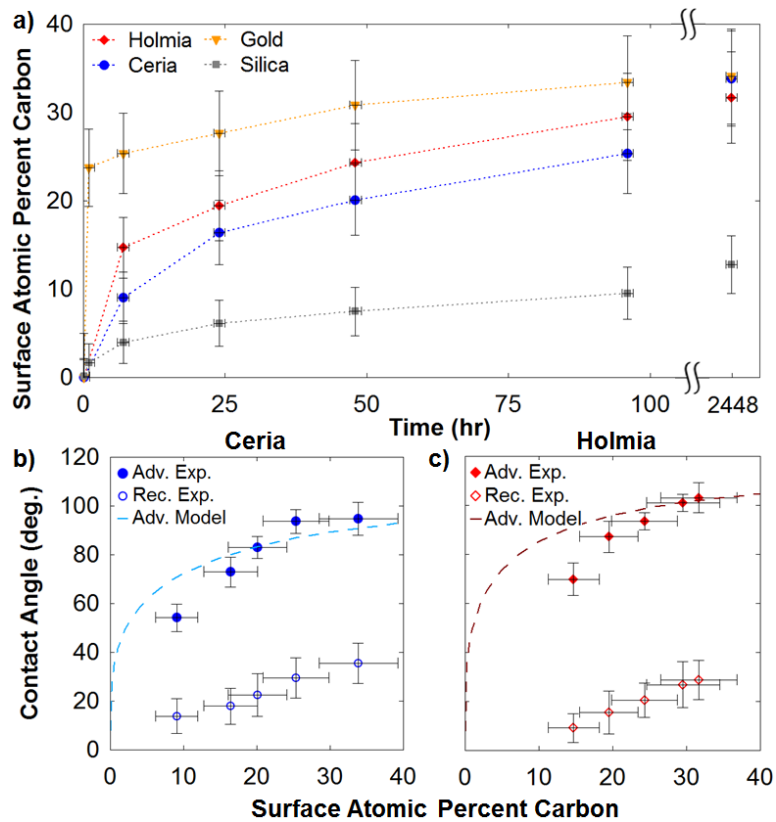 a)
Surface Atomic Percent Carbon
40
30
20
10
0
Holmia Gold
Ceria Silica
0 25 50 75 100 2448
Time (hr)
Ceria Holmia
b)
Contact Angle (deg.)
120
100
80
60
40
20
0
Adv. Exp.
Rec. Exp.
Adv. Model
0 10 20 30 40
c)
Adv. Exp.
Rec. Exp.
Adv. Model
0 10 20 30 40
Surface Atomic Percent Carbon